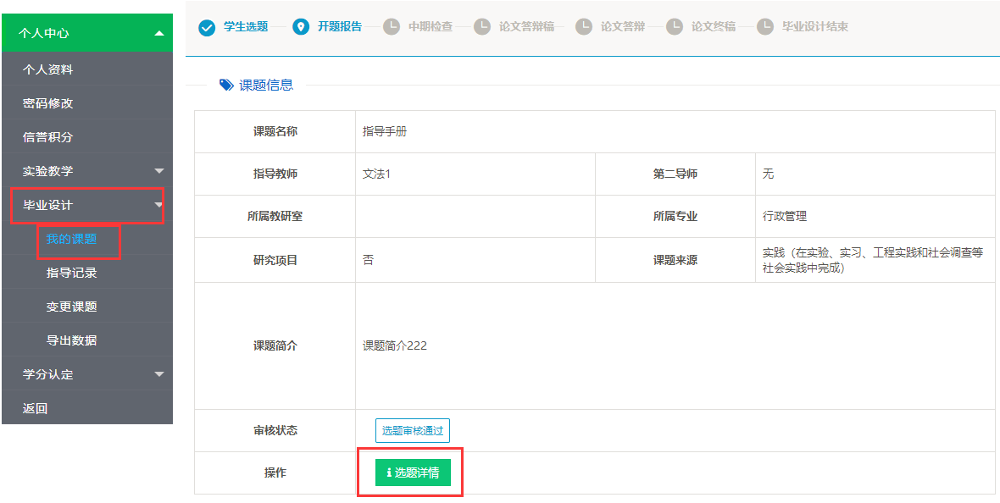 个人中心
个人资料
密码修改
信誉积分
实验教学
毕业设计
我的课题
指导记录
变更课题
导出数据
学分认定
返回
学生选题 开题报告 中期检查 论文答辩稿 论文答辩 论文终稿 毕业设计结束
课题信息
课题名称 指导手册
指导教师 文法1 第二导师 无
所属教研室 所属专业 行政管理
研究项目 否 课题来源 实践（在实验、实习、工程实践和社会调查等
社会实践中完成）
课题简介 课题简介222
审核状态 选题审核通过
操作 选题详情